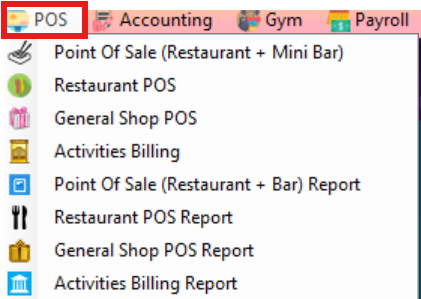 POS Accounting Gym Payroll
Point Of Sale (Restaurant + Mini Bar)
Restaurant POS
General Shop POS
Activities Billing
Point Of Sale (Restaurant + Bar) Report
Restaurant POS Report
General Shop POS Report
Activities Billing Report